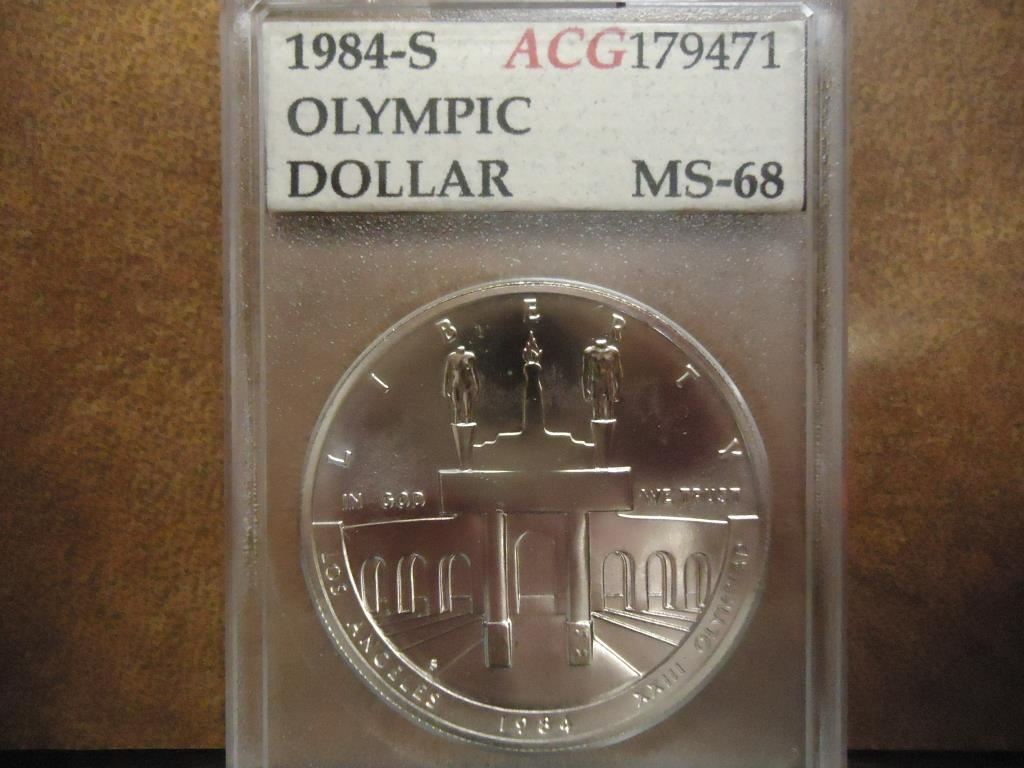 1984-S ACG179471
OLYMPIC
DOLLAR MS-68
LIBERTY
IN GOD WE TRUST
LOS ANGELES
S
1984
XXIII OLYMPIAD